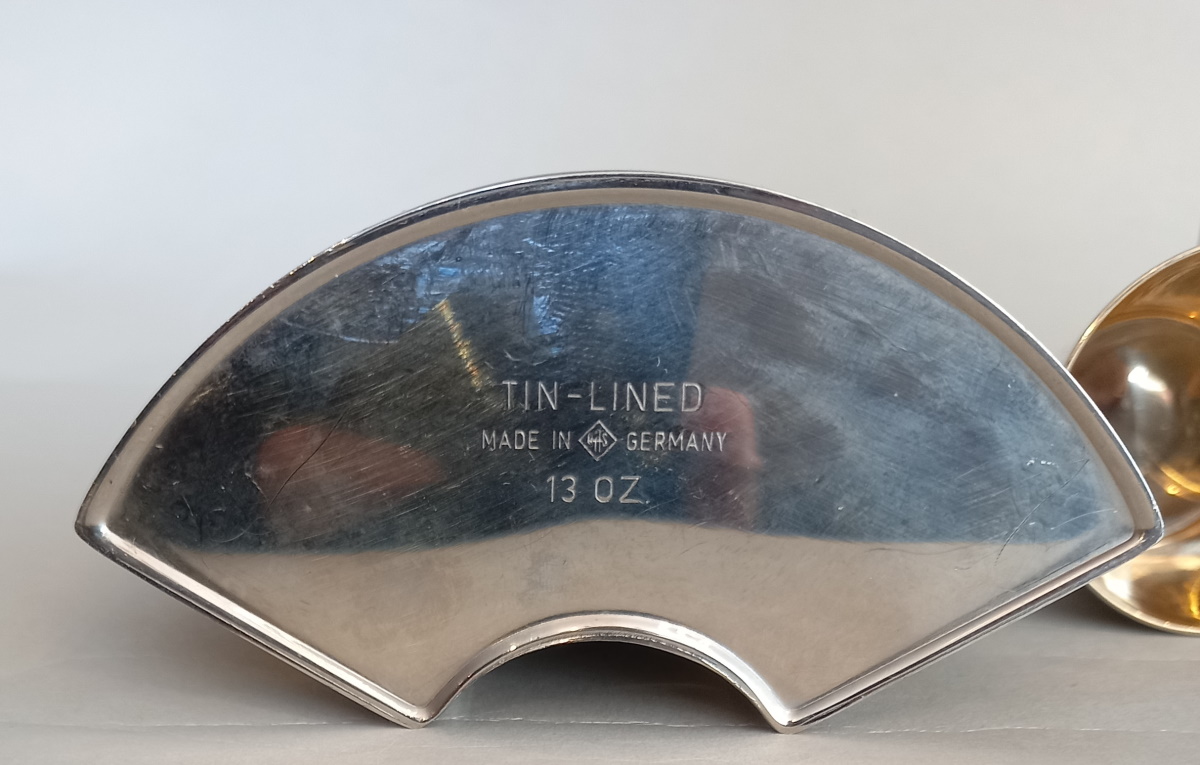 TIN-LINED
MADE IN GERMANY
13 OZ.